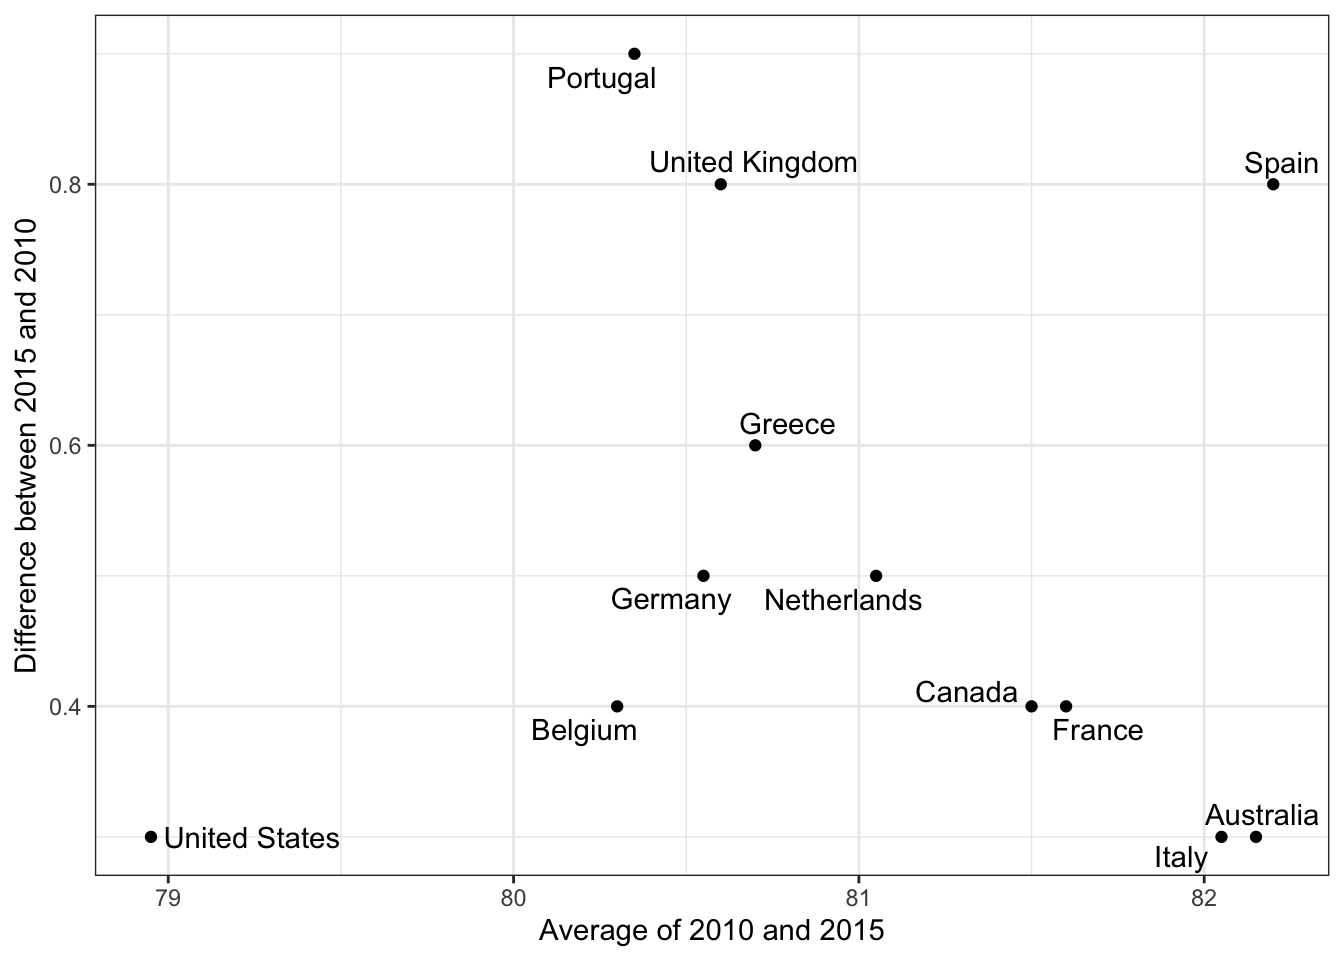 Portugal
United Kingdom
Spain
0.8
Greece
0.6
Germany
Netherlands
Canada
0.4
Belgium
France
Australia
United States
Italy
79
80
81
82
Average of 2010 and 2015
Difference between 2015 and 2010